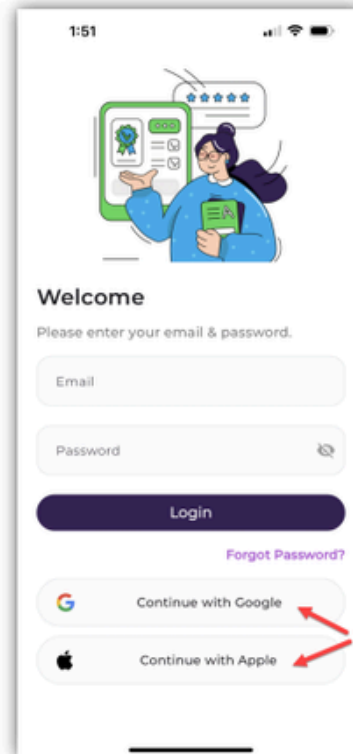 1:51
Welcome
Please enter your email & password.
Email
Password
Login
Forgot Password?
Continue with Google
Continue with Apple